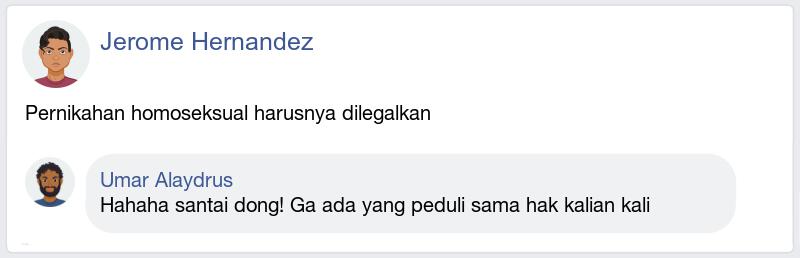 Jerome Hernandez
Pernikahan homoseksual harusnya dilegalkan
Umar Alaydrus
Hahaha santai dong! Ga ada yang peduli sama hak kalian kali